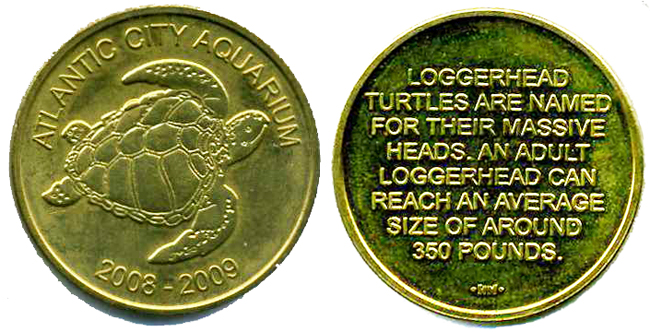 ATLANTIC CITY AQUARIUM
2008 - 2009
LOGGERHEAD
TURTLES ARE NAMED
FOR THEIR MASSIVE
HEADS. AN ADULT
LOGGERHEAD CAN
REACH AN AVERAGE
SIZE OF AROUND
350 POUNDS.